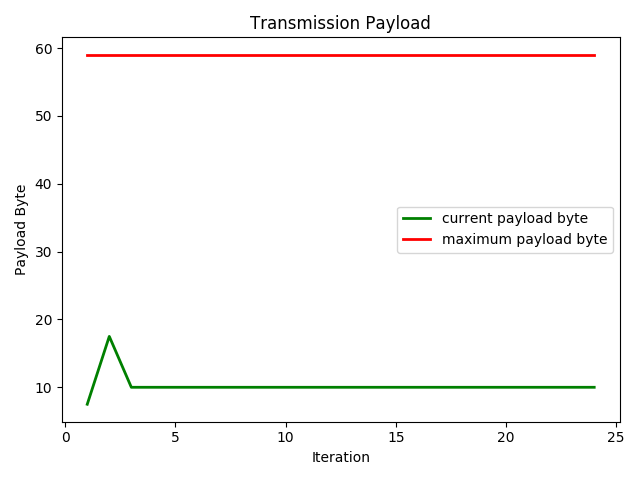 Transmission Payload
60
50
40
30
20
10
Payload Byte
current payload byte
maximum payload byte
0
5
10
15
20
25
Iteration